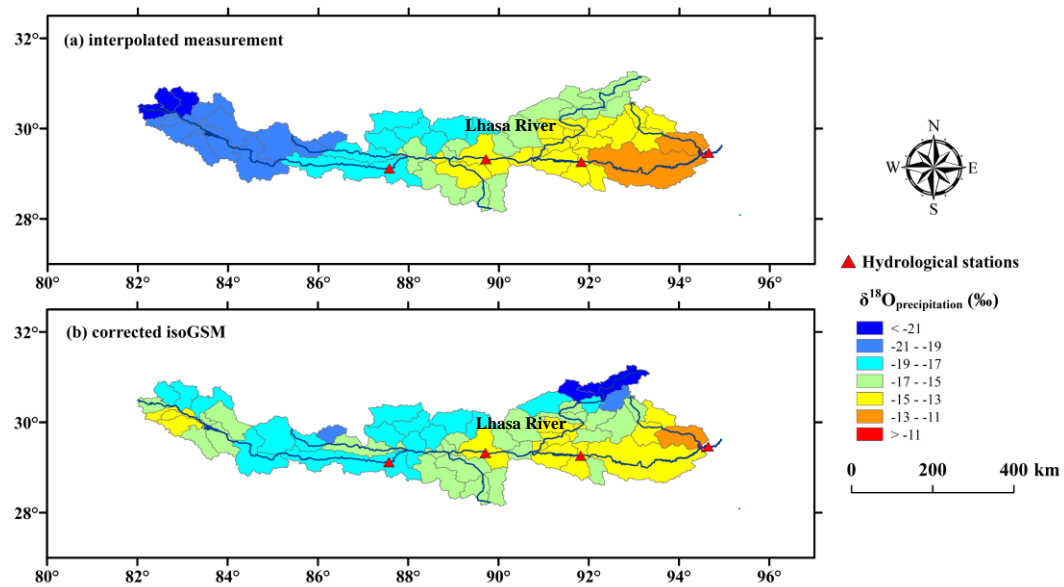 32°
(a) interpolated measurement
30°
Lhasa River
28°
80°
82°
84°
86°
88°
90°
92°
94°
96°
32°
(b) corrected isoGSM
30°
Lhasa River
28°
80°
82°
84°
86°
88°
90°
92°
94°
96°
N
W
E
S
Hydrological stations
δ¹⁸Oprecipitation (‰)
< -21
-21 - -19
-19 - -17
-17 - -15
-15 - -13
-13 - -11
> -11
0 200 400 km